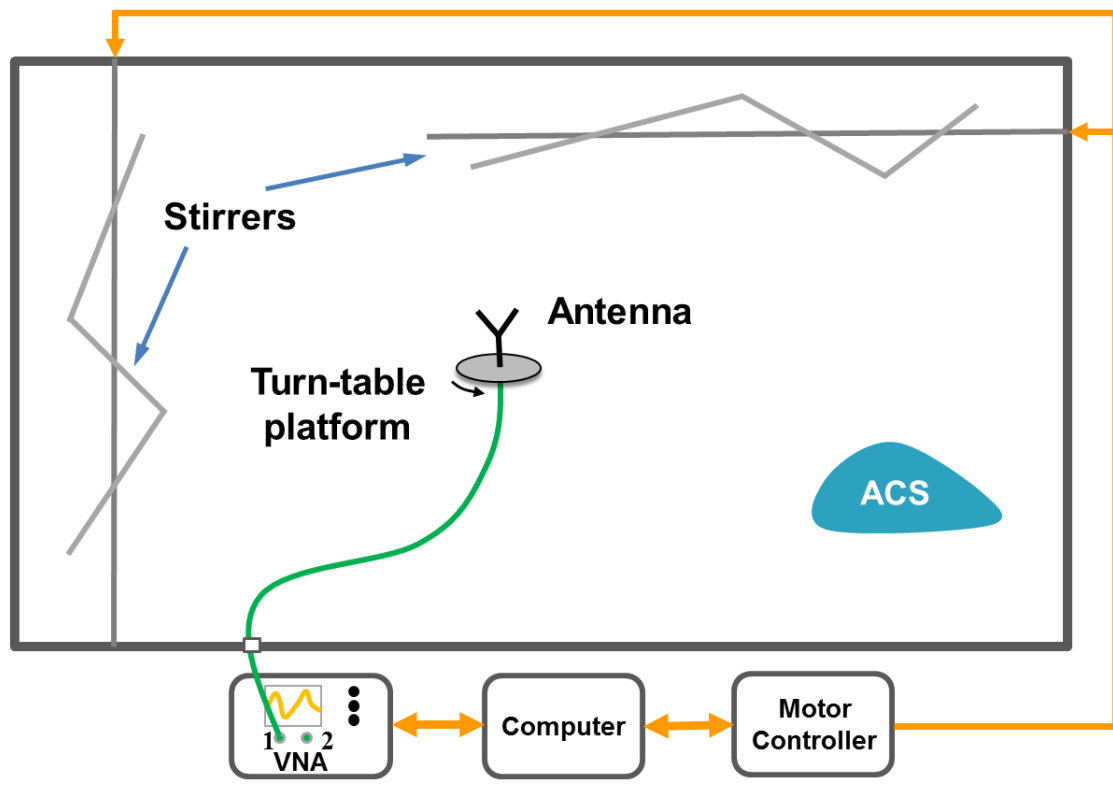 Stirrers
Antenna
Turn-table
platform
ACS
1 2
VNA
Computer
Motor
Controller